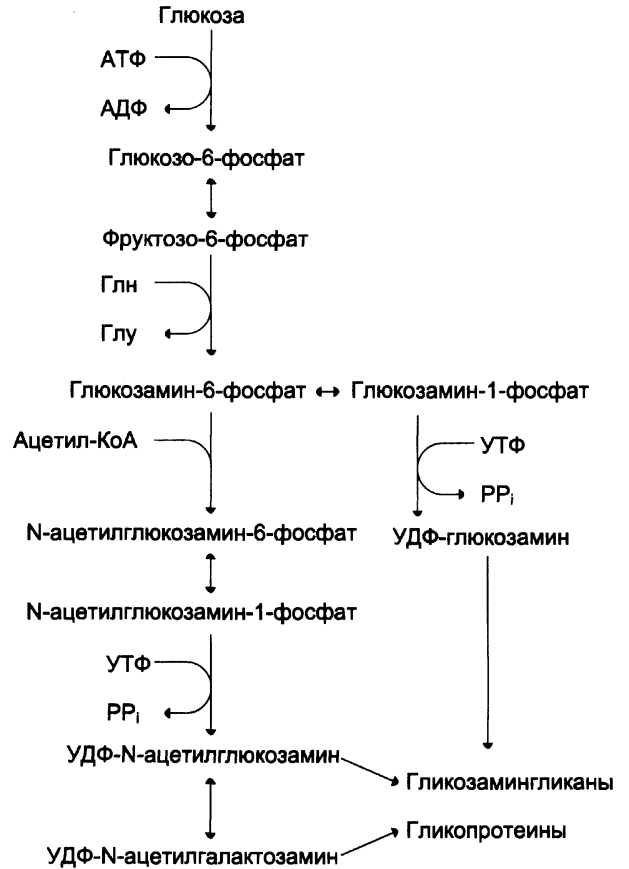 Глюкоза
АТФ
АДФ
Глюкозо-6-фосфат
Фруктозо-6-фосфат
Глн
Глу
Глюкозамин-6-фосфат
Глюкозамин-1-фосфат
Ацетил-КоА
УТФ
PPi
N-ацетилглюкозамин-6-фосфат
УДФ-глюкозамин
N-ацетилглюкозамин-1-фосфат
УТФ
PPi
УДФ-N-ацетилглюкозамин
Гликозамингликаны
Гликопротеины
УДФ-N-ацетилгалактозамин